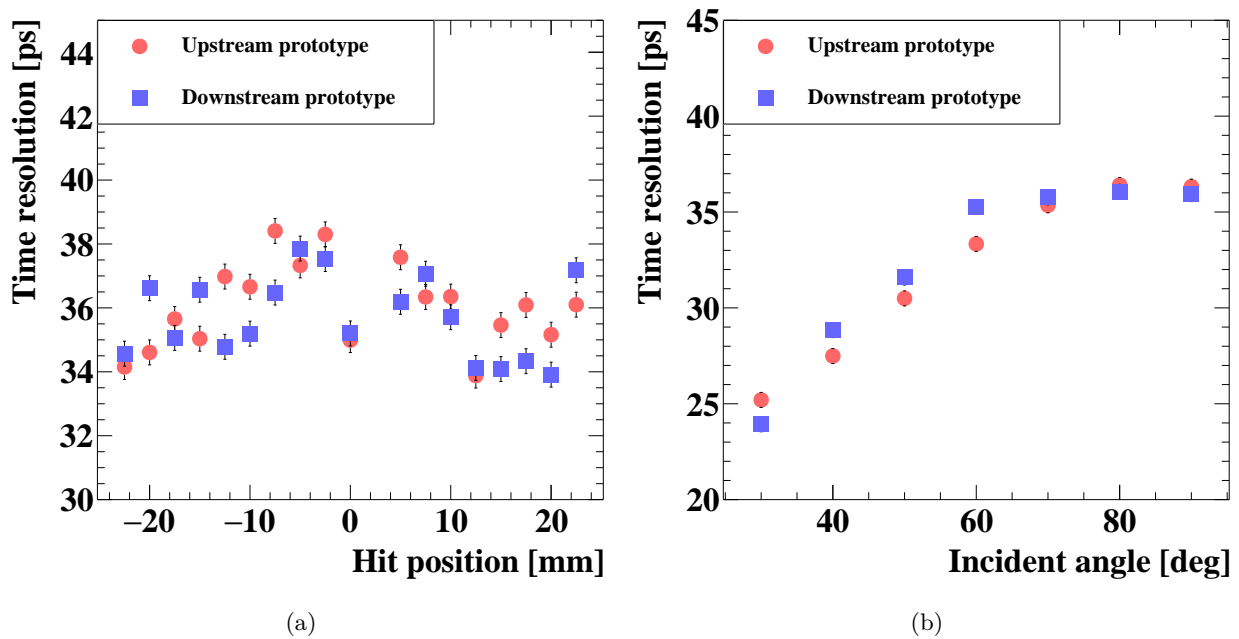 Time resolution [ps]
Upstream prototype
Downstream prototype
44
42
40
38
36
34
32
30
−20
−10
0
10
20
Hit position [mm]
(a)
Time resolution [ps]
Upstream prototype
Downstream prototype
45
40
35
30
25
20
40
60
80
Incident angle [deg]
(b)